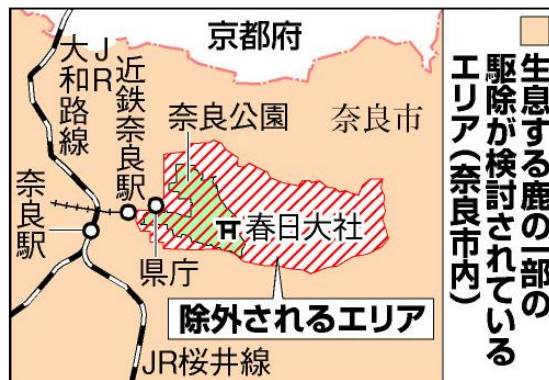 生息する鹿の一部の
駆除が検討されている
エリア(奈良市内)
京都府
JR
大和路線
近鉄奈良駅
奈良公園
奈良市
奈良駅
春日大社
県庁
除外されるエリア
JR桜井線